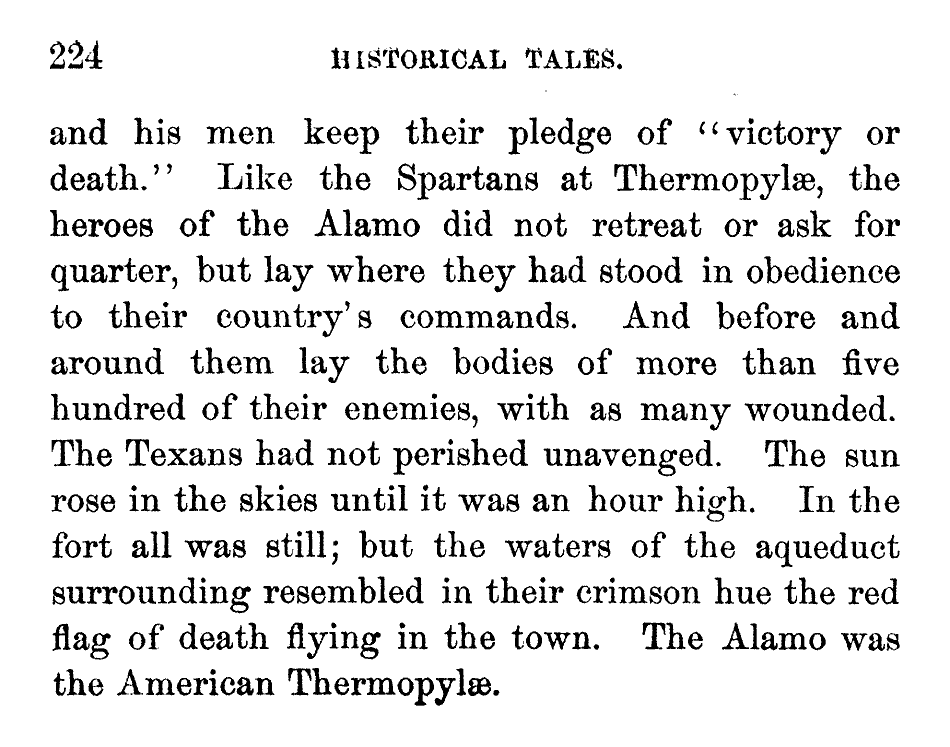 224 HISTORICAL TALES.
and his men keep their pledge of “victory or
death.” Like the Spartans at Thermopylæ, the
heroes of the Alamo did not retreat or ask for
quarter, but lay where they had stood in obedience
to their country's commands. And before and
around them lay the bodies of more than five
hundred of their enemies, with as many wounded.
The Texans had not perished unavenged. The sun
rose in the skies until it was an hour high. In the
fort all was still; but the waters of the aqueduct
surrounding resembled in their crimson hue the red
flag of death flying in the town. The Alamo was
the American Thermopylæ.